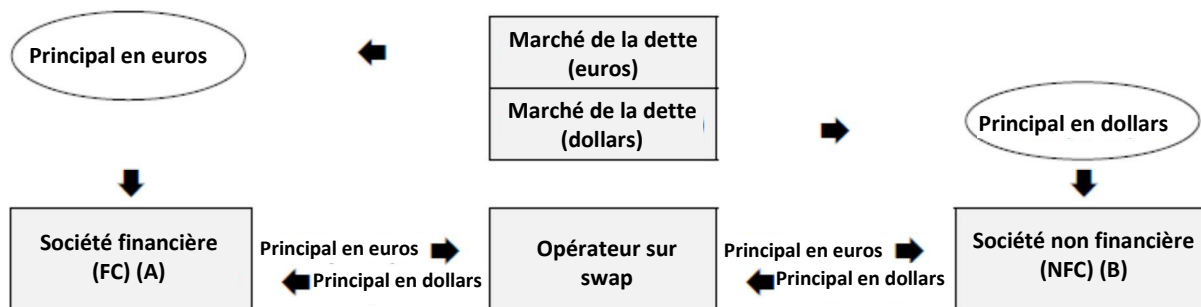 Principal en euros
Marché de la dette
(euros)
Marché de la dette
(dollars)
Principal en dollars
Société financière
(FC) (A)
Principal en euros
Principal en dollars
Opérateur sur
swap
Principal en euros
Principal en dollars
Société non financière
(NFC) (B)